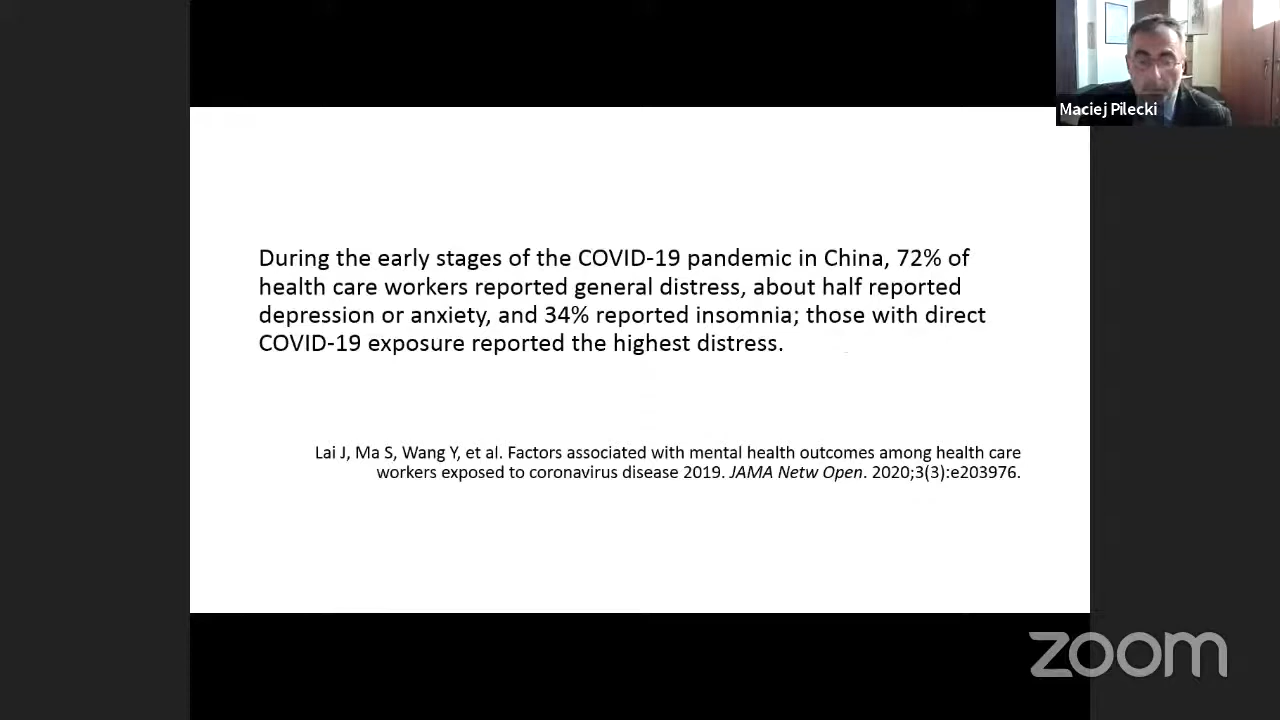 Maciej Pilecki
During the early stages of the COVID-19 pandemic in China, 72% of
health care workers reported general distress, about half reported
depression or anxiety, and 34% reported insomnia; those with direct
COVID-19 exposure reported the highest distress.
Lai J, Ma S, Wang Y, et al. Factors associated with mental health outcomes among health care
workers exposed to coronavirus disease 2019. JAMA Netw Open. 2020;3(3):e203976.
zoom